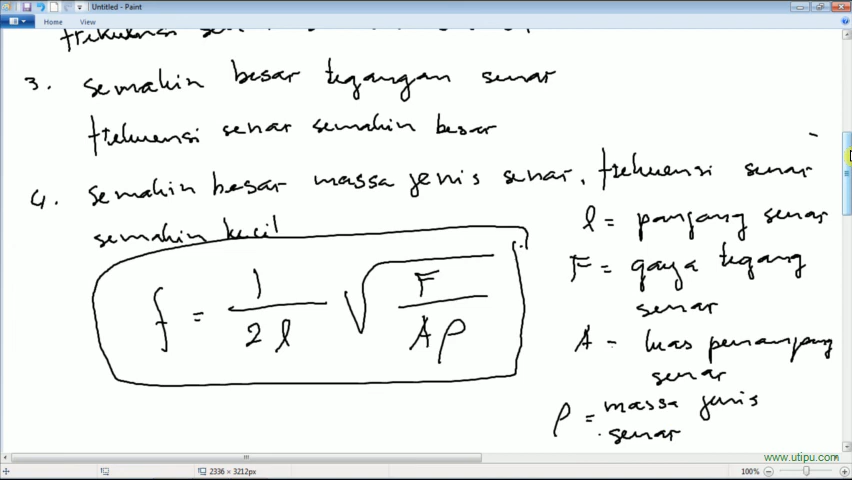 Untitled - Paint
Home View
frekuensi
3. semakin besar tegangan senar
frekuensi senar semakin besar
4. semakin besar massa jenis senar, frekuensi senar
semakin kecil
f = 1 / 2 l √ F / A ρ
l = panjang senar
F = gaya tegang
senar
A = luas penampang
senar
ρ = massa jenis
senar
www.utipu.com
2336 × 3212px 100%